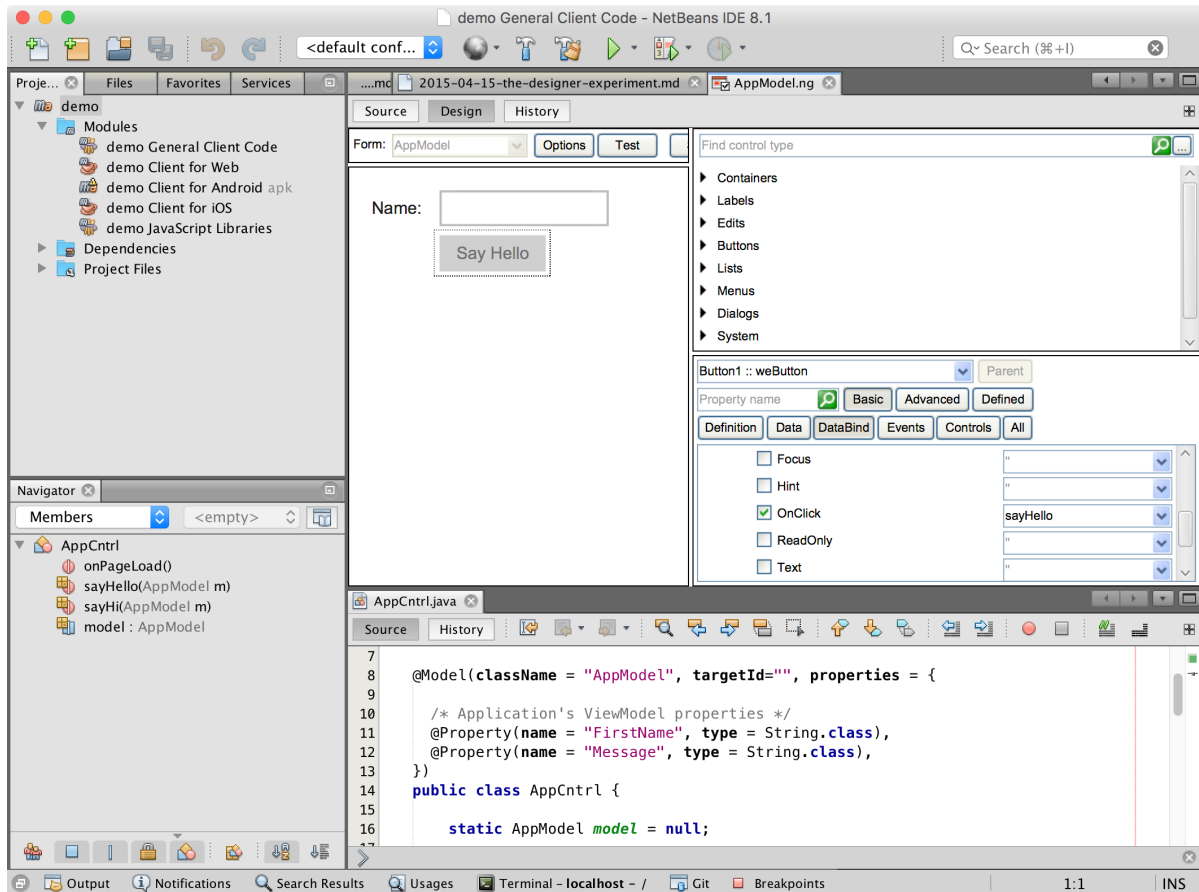 demo General Client Code - NetBeans IDE 8.1
<default conf...
Search (⌘+I)
Proje...
Files
Favorites
Services
demo
Modules
demo General Client Code
demo Client for Web
demo Client for Android apk
demo Client for iOS
demo JavaScript Libraries
Dependencies
Project Files
Navigator
Members
<empty>
AppCntrl
onPageLoad()
sayHello(AppModel m)
sayHi(AppModel m)
model : AppModel
....md
2015-04-15-the-designer-experiment.md
AppModel.ng
Source
Design
History
Form:
AppModel
Options
Test
Name:
Say Hello
Find control type
...
Containers
Labels
Edits
Buttons
Lists
Menus
Dialogs
System
Button1 :: weButton
Parent
Property name
Basic
Advanced
Defined
Definition
Data
DataBind
Events
Controls
All
Focus
"
Hint
"
OnClick
sayHello
ReadOnly
"
Text
"
AppCntrl.java
Source
History
7
8 @Model(className = "AppModel", targetId="", properties = {
9
10 /* Application's ViewModel properties */
11 @Property(name = "FirstName", type = String.class),
12 @Property(name = "Message", type = String.class),
13 })
14 public class AppCntrl {
15
16 static AppModel model = null;
Output
Notifications
Search Results
Usages
Terminal - localhost - /
Git
Breakpoints
1:1
INS